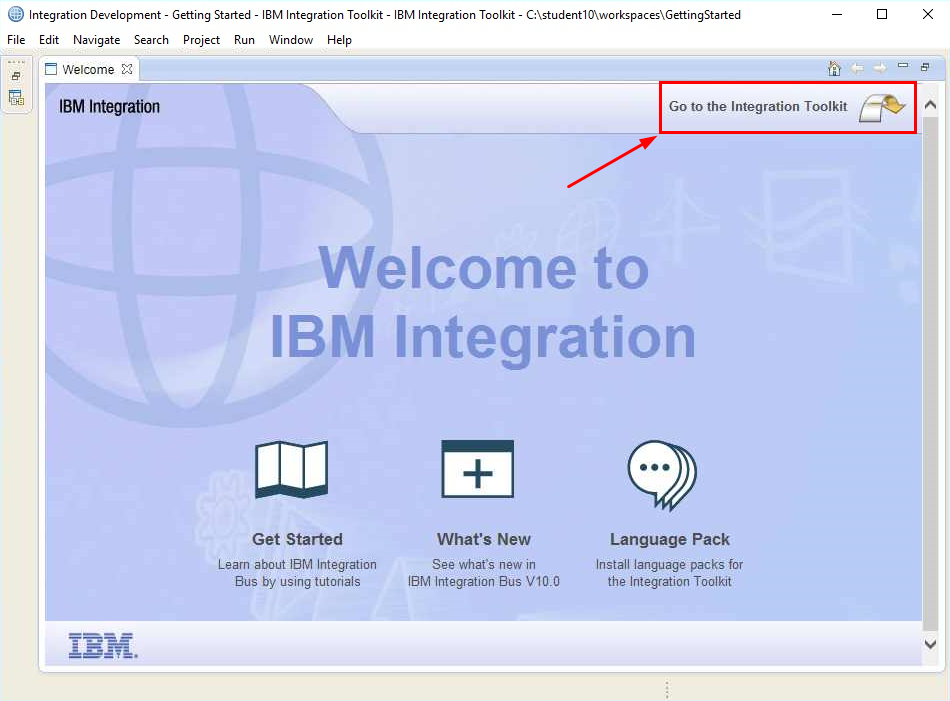 Integration Development - Getting Started - IBM Integration Toolkit - IBM Integration Toolkit - C:\student10\workspaces\GettingStarted
File Edit Navigate Search Project Run Window Help
Welcome
IBM Integration
Go to the Integration Toolkit
Welcome to
IBM Integration
Get Started
Learn about IBM Integration
Bus by using tutorials
What's New
See what's new in
IBM Integration Bus V10.0
Language Pack
Install language packs for
the Integration Toolkit
IBM.